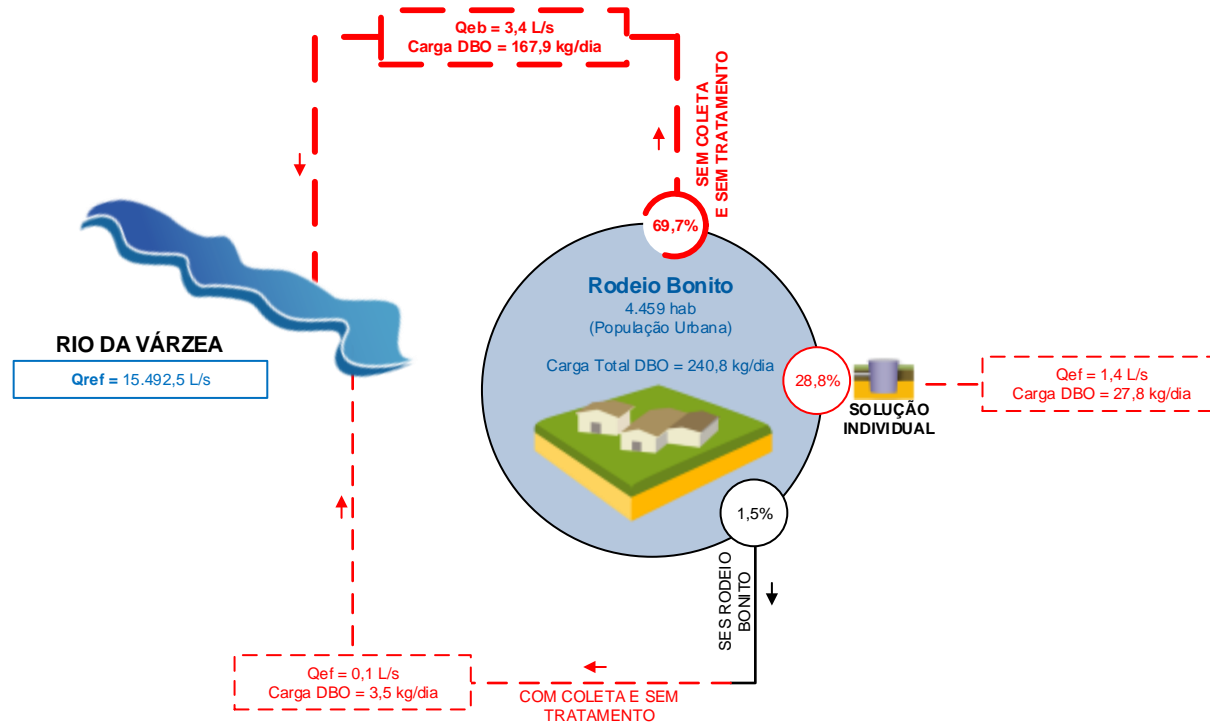 Qeb = 3,4 L/s
Carga DBO = 167,9 kg/dia
SEM COLETA
E SEM TRATAMENTO
69,7%
Rodeio Bonito
4.459 hab
(População Urbana)
Carga Total DBO = 240,8 kg/dia
RIO DA VÁRZEA
Qref = 15.492,5 L/s
28,8%
SOLUÇÃO
INDIVIDUAL
Qef = 1,4 L/s
Carga DBO = 27,8 kg/dia
1,5%
SES RODEIO
BONITO
Qef = 0,1 L/s
Carga DBO = 3,5 kg/dia
COM COLETA E SEM
TRATAMENTO